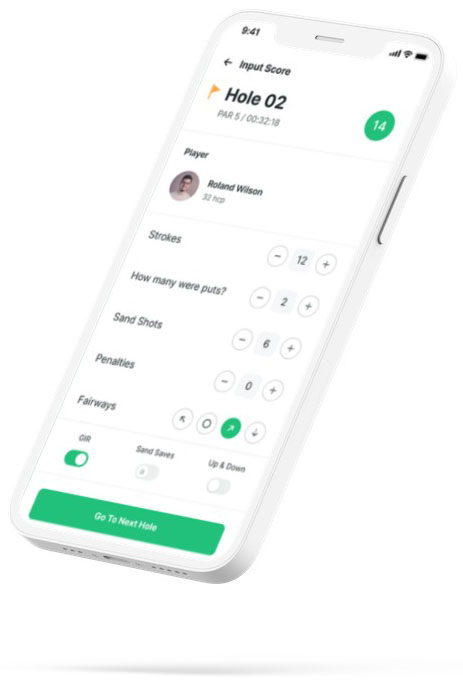 9:41
← Input Score
Hole 02
PAR 5 / 00:32:18
14
Player
Roland Wilson
32 hcp
Strokes
− 12 +
How many were puts?
− 2 +
Sand Shots
− 6 +
Penalties
− 0 +
Fairways
GIR
Sand Saves
Up & Down
Go To Next Hole